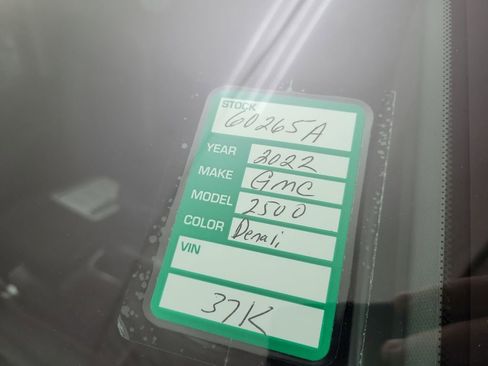 STOCK 60265A
YEAR 2022
MAKE GMC
MODEL 2500
COLOR Denali
VIN
37K